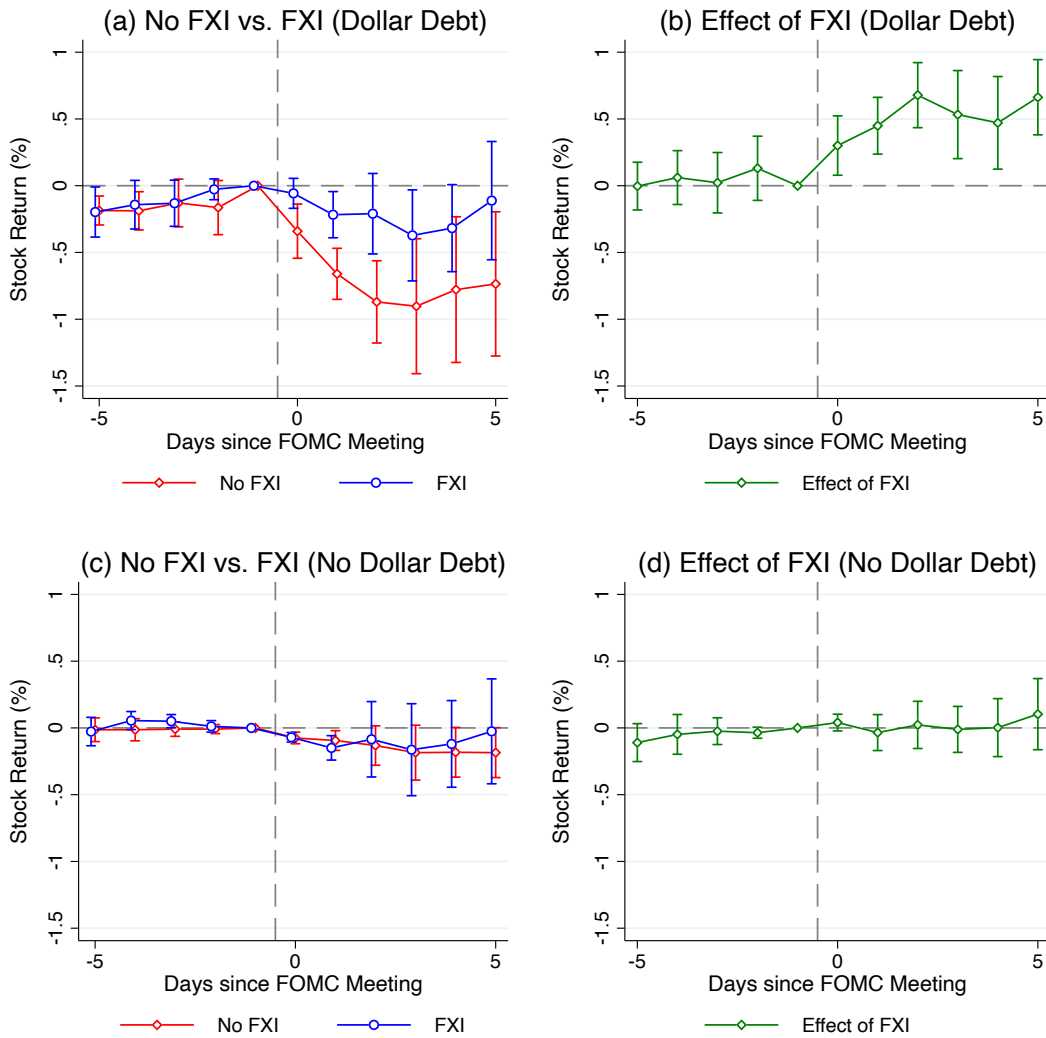 (a) No FXI vs. FXI (Dollar Debt)
Stock Return (%)
1
.5
0
-.5
-1
-1.5
-5
0
5
Days since FOMC Meeting
No FXI
FXI
(b) Effect of FXI (Dollar Debt)
Stock Return (%)
1
.5
0
-.5
-1
-1.5
-5
0
5
Days since FOMC Meeting
Effect of FXI
(c) No FXI vs. FXI (No Dollar Debt)
Stock Return (%)
1
.5
0
-.5
-1
-1.5
-5
0
5
Days since FOMC Meeting
No FXI
FXI
(d) Effect of FXI (No Dollar Debt)
Stock Return (%)
1
.5
0
-.5
-1
-1.5
-5
0
5
Days since FOMC Meeting
Effect of FXI